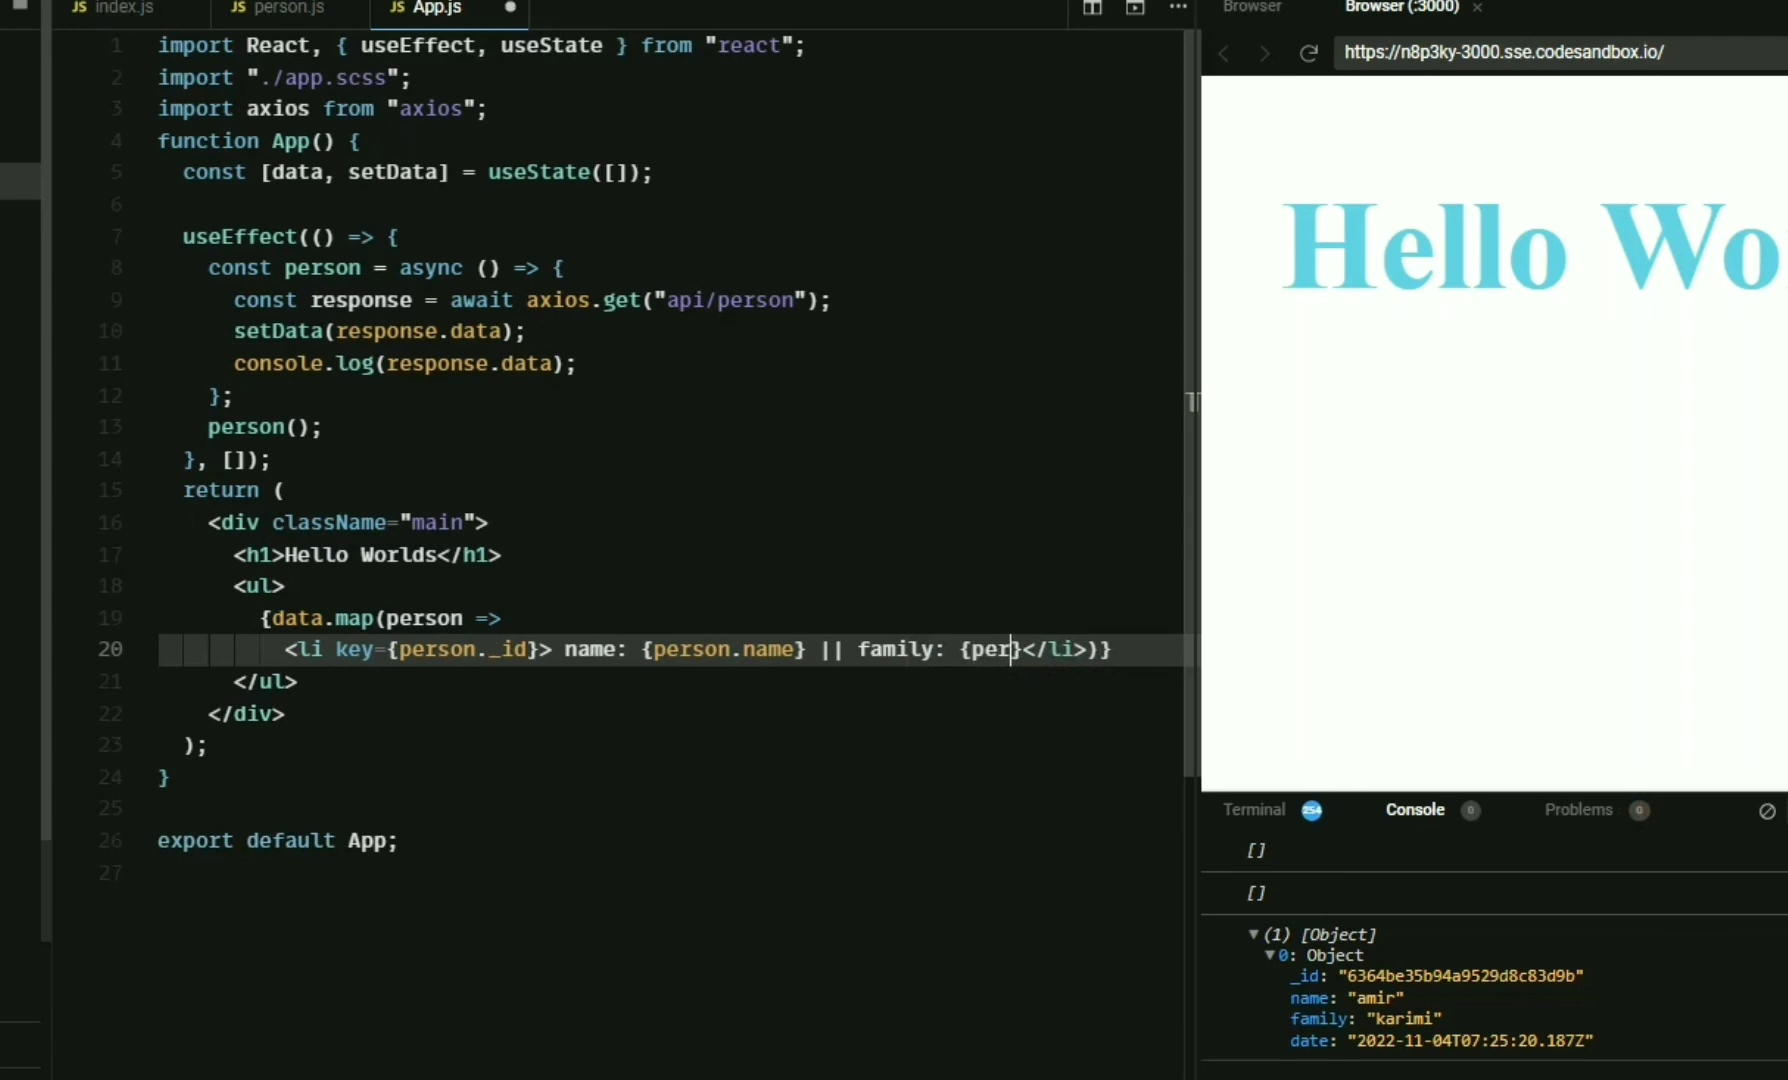 JS index.js JS person.js JS App.js
Browser Browser (:3000) ×
https://n8p3ky-3000.sse.codesandbox.io/
1 import React, { useEffect, useState } from "react";
2 import "./app.scss";
3 import axios from "axios";
4 function App() {
5 const [data, setData] = useState([]);
6
7 useEffect(() => {
8 const person = async () => {
9 const response = await axios.get("api/person");
10 setData(response.data);
11 console.log(response.data);
12 };
13 person();
14 }, []);
15 return (
16 <div className="main">
17 <h1>Hello Worlds</h1>
18 <ul>
19 {data.map(person =>
20 <li key={person._id}> name: {person.name} || family: {per}</li>)}
21 </ul>
22 </div>
23 );
24 }
25
26 export default App;
27
Hello Wo
Terminal 254 Console 0 Problems 0
[]
[]
▼(1) [Object]
▼0: Object
_id: "6364be35b94a9529d8c83d9b"
name: "amir"
family: "karimi"
date: "2022-11-04T07:25:20.187Z"